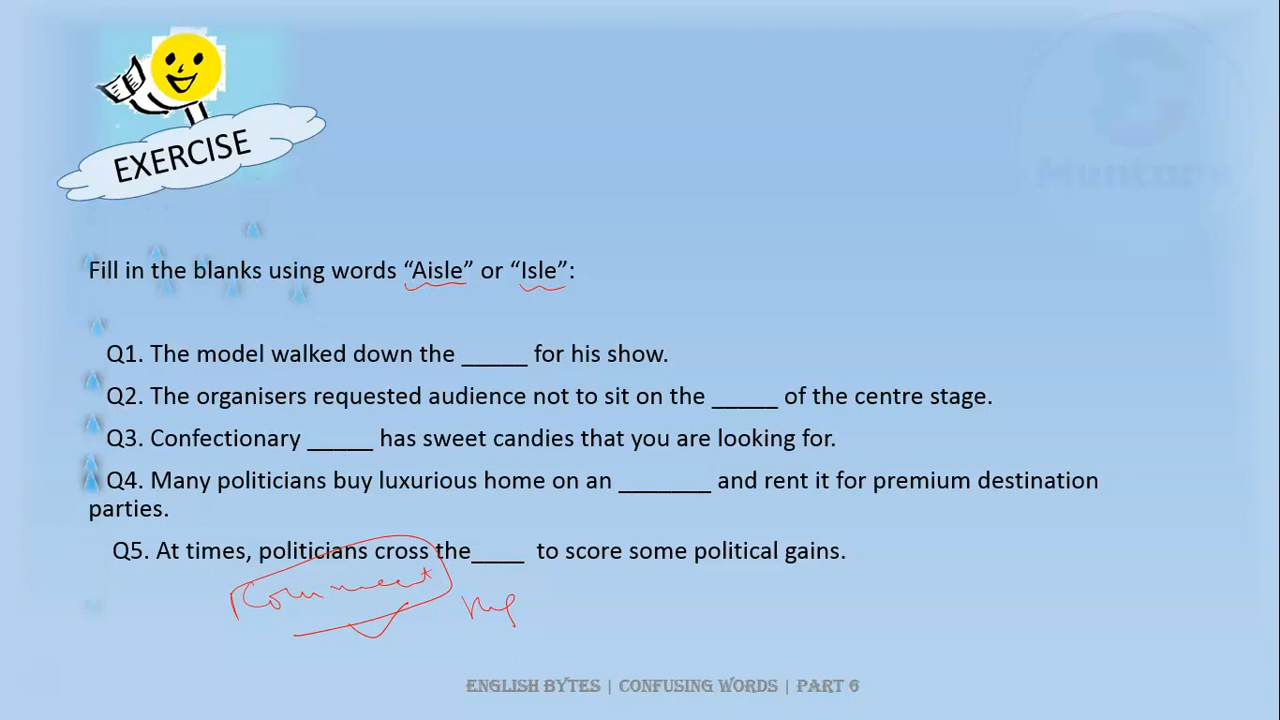 EXERCISE
Fill in the blanks using words “Aisle” or “Isle”:
Q1. The model walked down the _____ for his show.
Q2. The organisers requested audience not to sit on the _____ of the centre stage.
Q3. Confectionary _____ has sweet candies that you are looking for.
Q4. Many politicians buy luxurious home on an _______ and rent it for premium destination
parties.
Q5. At times, politicians cross the____ to score some political gains.
Comment
ENGLISH BYTES | CONFUSING WORDS | PART 6